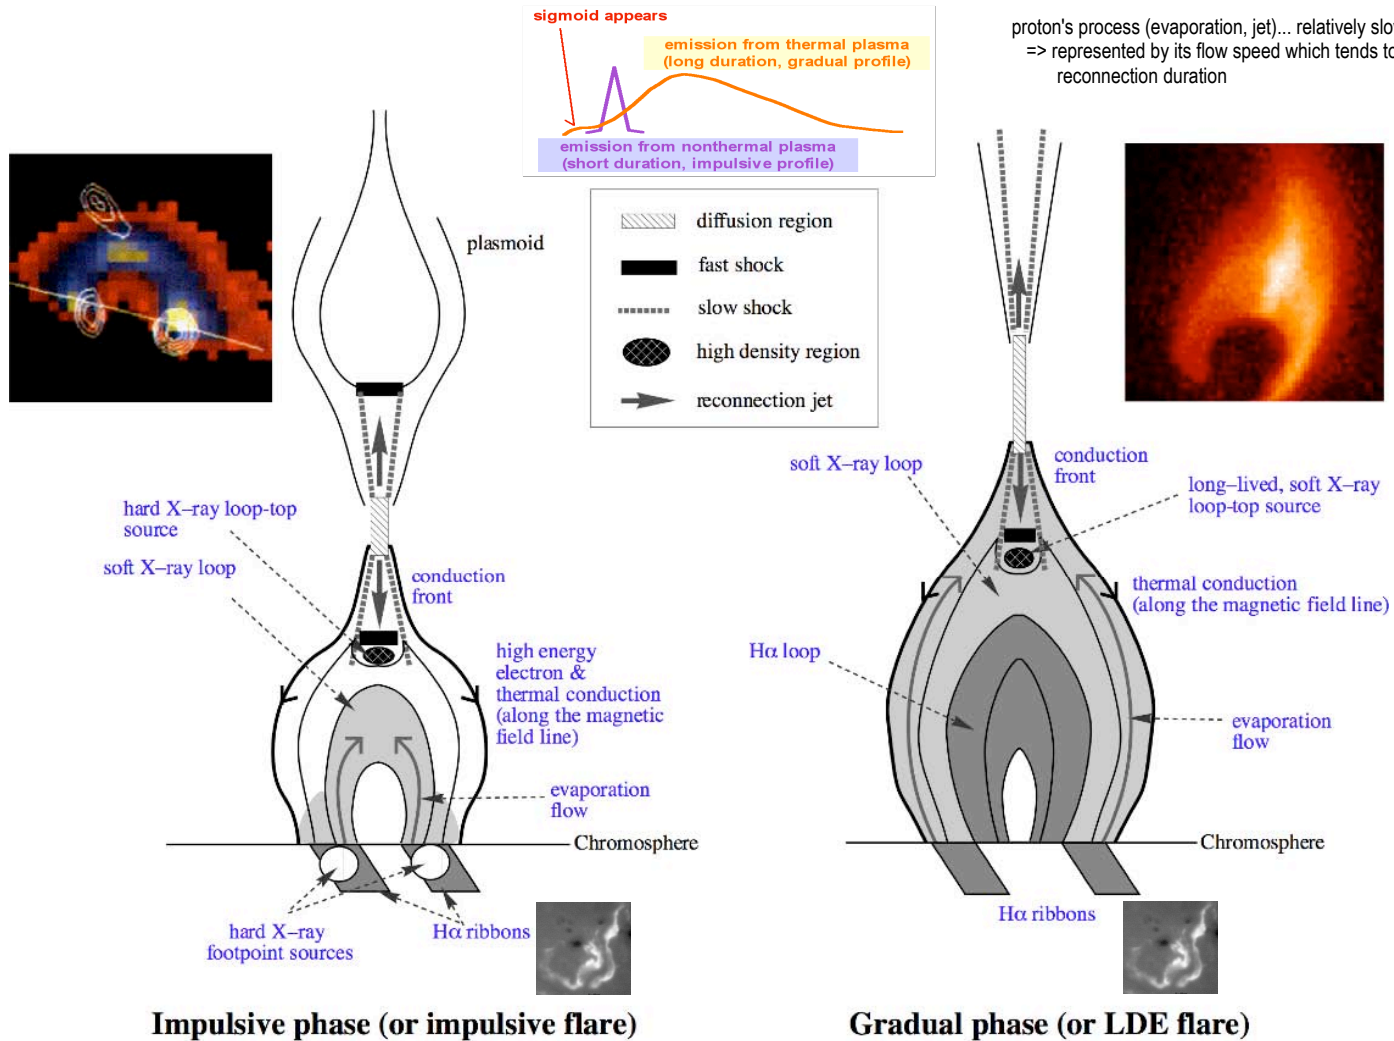 sigmoid appears
emission from thermal plasma
(long duration, gradual profile)
emission from nonthermal plasma
(short duration, impulsive profile)
proton's process (evaporation, jet)... relatively slo
=> represented by its flow speed which tends to
reconnection duration
plasmoid
diffusion region
fast shock
slow shock
high density region
reconnection jet
hard X–ray loop-top
source
soft X–ray loop
conduction
front
high energy
electron &
thermal conduction
(along the magnetic
field line)
evaporation
flow
Chromosphere
hard X–ray
footpoint sources
Hα ribbons
Impulsive phase (or impulsive flare)
soft X–ray loop
conduction
front
long–lived, soft X–ray
loop-top source
thermal conduction
(along the magnetic field line)
Hα loop
evaporation
flow
Chromosphere
Hα ribbons
Gradual phase (or LDE flare)